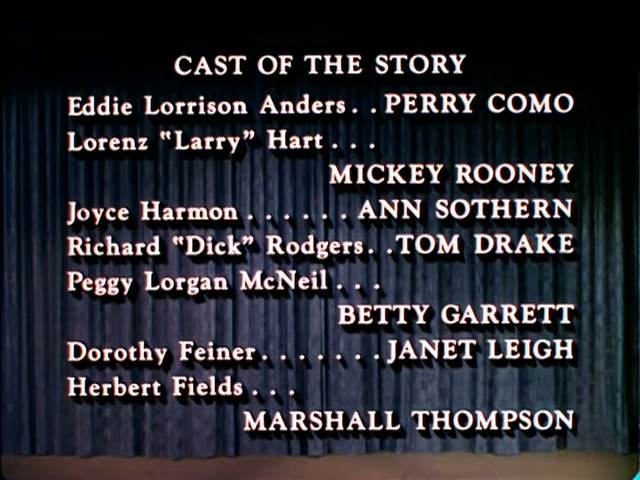 CAST OF THE STORY
Eddie Lorrison Anders . . PERRY COMO
Lorenz "Larry" Hart . . .
MICKEY ROONEY
Joyce Harmon . . . . . . ANN SOTHERN
Richard "Dick" Rodgers . . TOM DRAKE
Peggy Lorgan McNeil . . .
BETTY GARRETT
Dorothy Feiner . . . . . . . JANET LEIGH
Herbert Fields . . .
MARSHALL THOMPSON